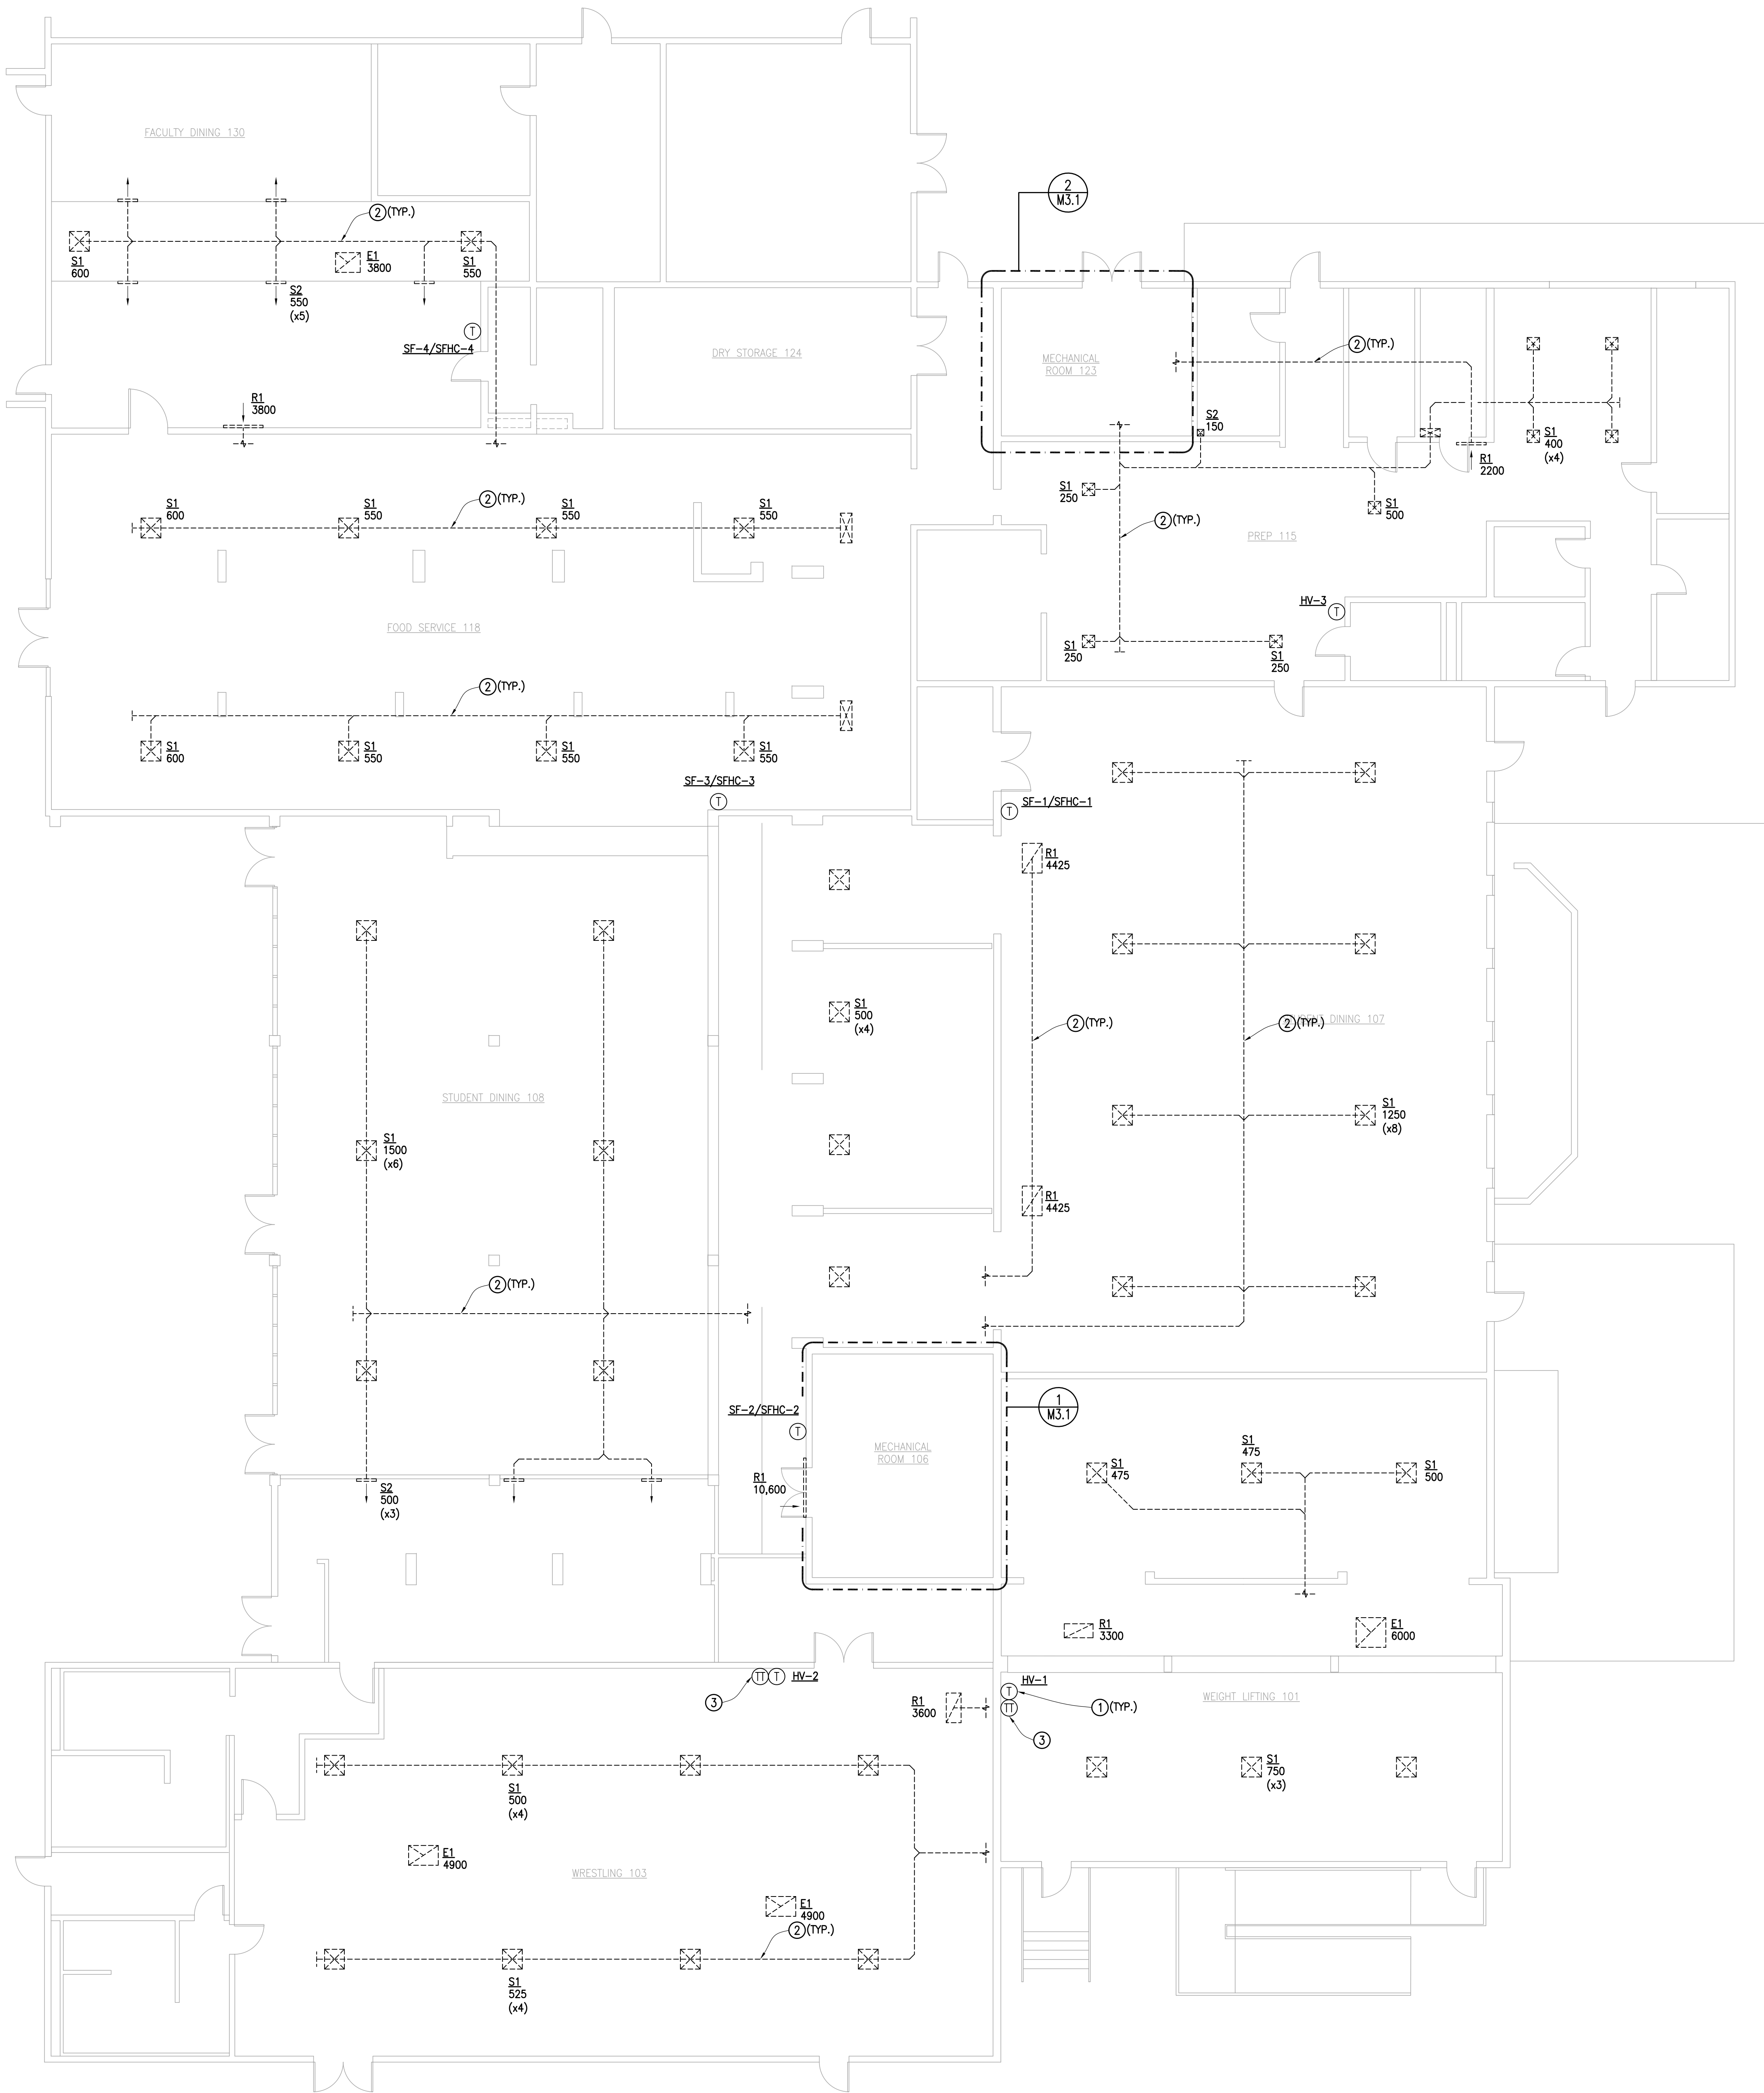 FACULTY DINING 130
2
M3.1
2 (TYP.)
S1
600
E1
3800
S1
550
S2
550
(x5)
SF-4/SFHC-4
T
DRY STORAGE 124
MECHANICAL
ROOM 123
2 (TYP.)
R1
3800
S2
150
S1
400
(x4)
R1
2200
S1
250
S1
500
2 (TYP.)
PREP 115
S1
600
S1
550
2 (TYP.)
S1
550
S1
550
HV-3
T
FOOD SERVICE 118
S1
250
S1
250
2 (TYP.)
S1
600
S1
550
S1
550
S1
550
SF-3/SFHC-3
T
SF-1/SFHC-1
T
R1
4425
S1
500
(x4)
2 (TYP.)
2 (TYP.)
DINING 107
STUDENT DINING 108
S1
1250
(x8)
S1
1500
(x6)
R1
4425
2 (TYP.)
SF-2/SFHC-2
T
1
M3.1
MECHANICAL
ROOM 106
S1
475
S1
475
S1
500
R1
10,600
S2
500
(x3)
R1
3300
E1
6000
3
TT T HV-2
HV-1
T
TT
1 (TYP.)
3
WEIGHT LIFTING 101
R1
3600
S1
500
(x4)
S1
750
(x3)
E1
4900
WRESTLING 103
E1
4900
2 (TYP.)
S1
525
(x4)